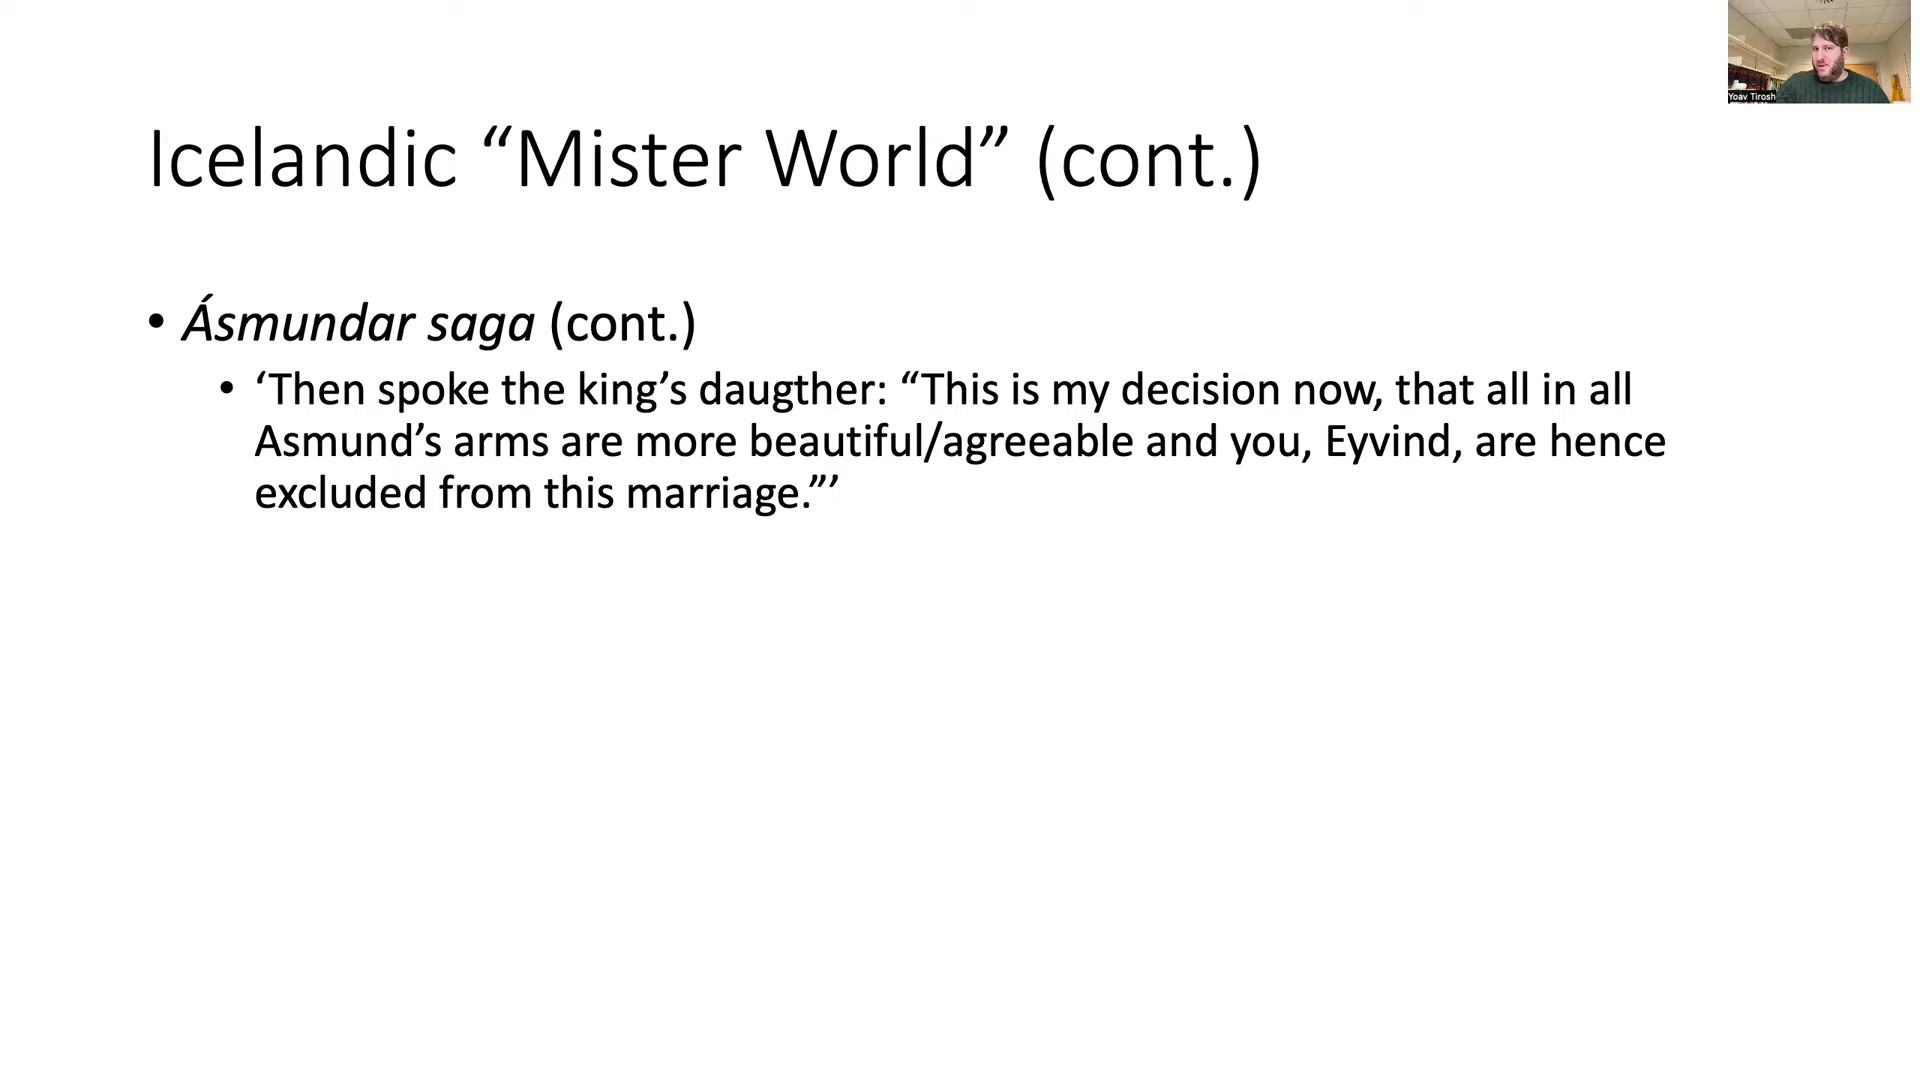 Yoav Tirosh
Icelandic “Mister World” (cont.)
• Ásmundar saga (cont.)
• ‘Then spoke the king’s daugther: “This is my decision now, that all in all
Asmund’s arms are more beautiful/agreeable and you, Eyvind, are hence
excluded from this marriage.”’